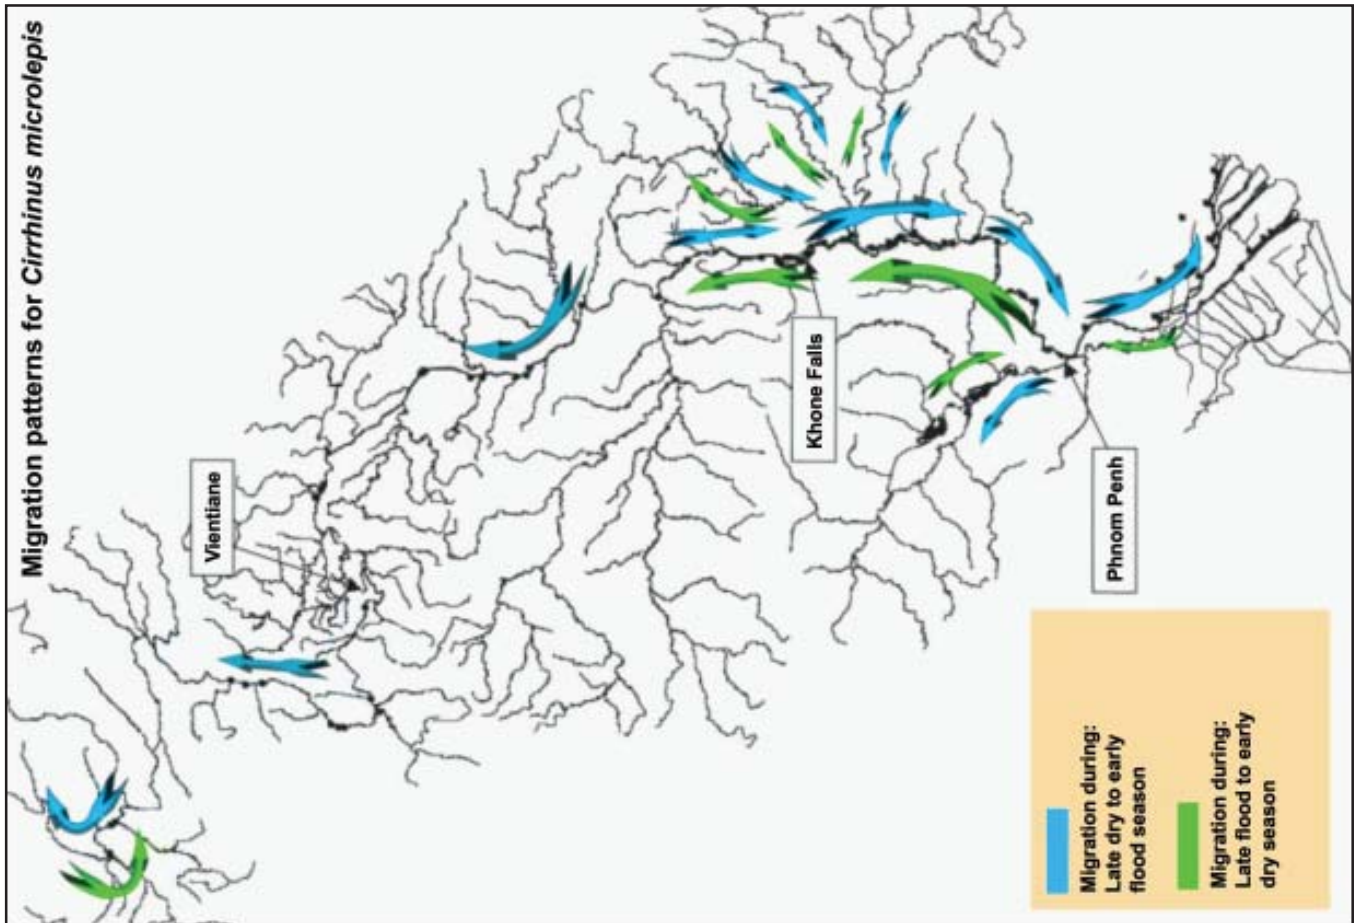 Migration patterns for Cirrhinus microlepis
Vientiane
Khone Falls
Phnom Penh
Migration during:
Late dry to early
flood season
Migration during:
Late flood to early
dry season